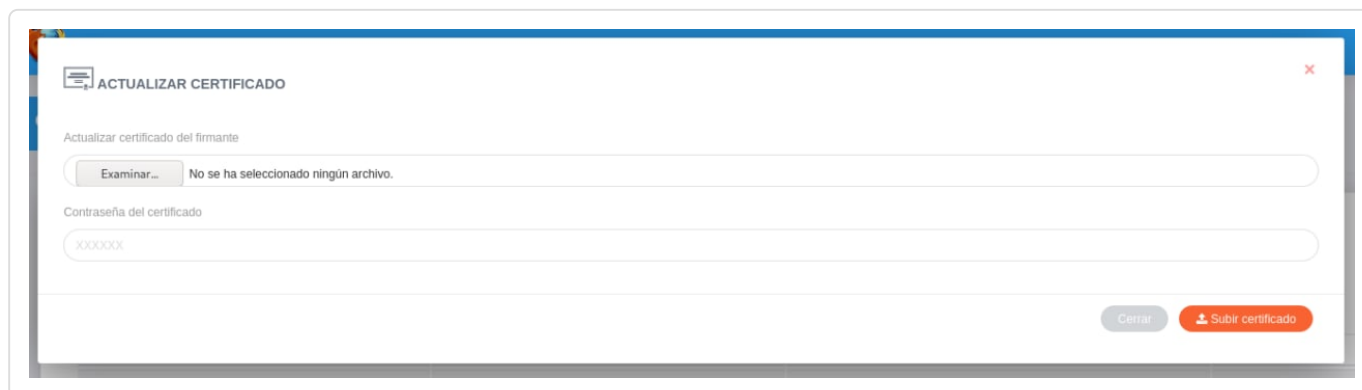 ACTUALIZAR CERTIFICADO
×
Actualizar certificado del firmante
Examinar... No se ha seleccionado ningún archivo.
Contraseña del certificado
XXXXXX
Cerrar Subir certificado